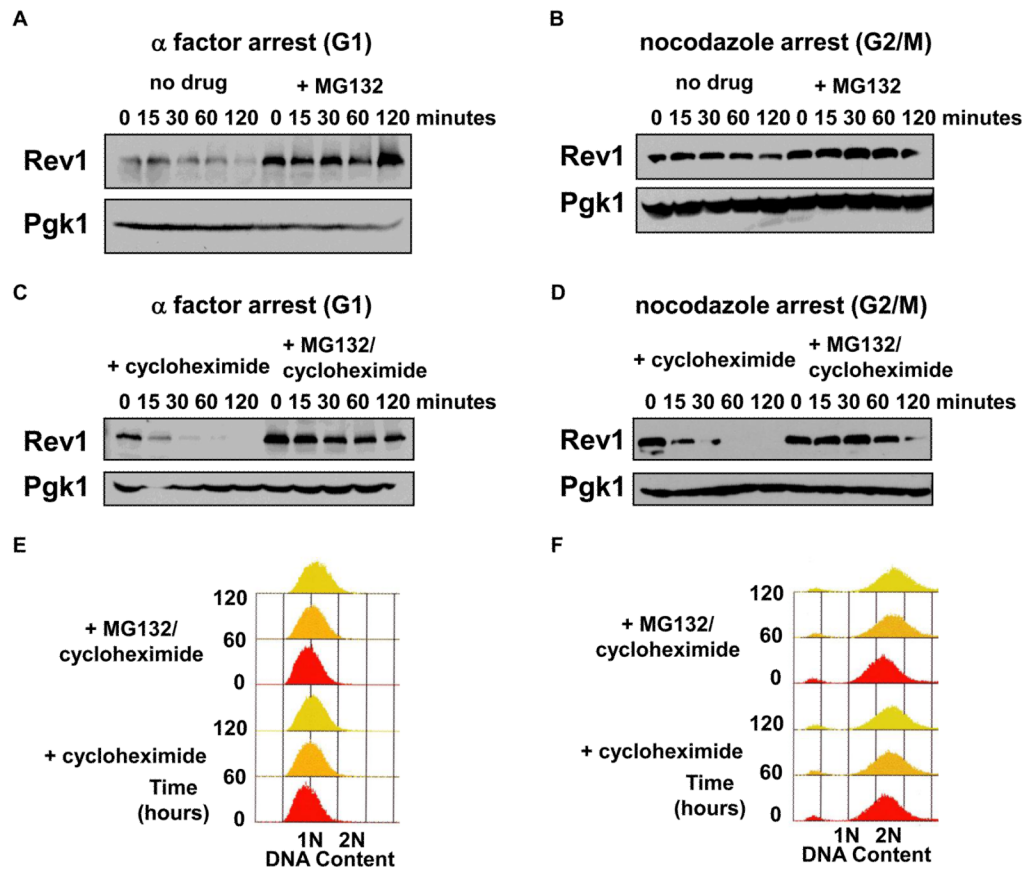 A
α factor arrest (G1)
no drug + MG132
0 15 30 60 120 0 15 30 60 120 minutes
Rev1
Pgk1
B
nocodazole arrest (G2/M)
no drug + MG132
0 15 30 60 120 0 15 30 60 120 minutes
Rev1
Pgk1
C
α factor arrest (G1)
+ cycloheximide + MG132/
cycloheximide
0 15 30 60 120 0 15 30 60 120 minutes
Rev1
Pgk1
D
nocodazole arrest (G2/M)
+ cycloheximide + MG132/
cycloheximide
0 15 30 60 120 0 15 30 60 120 minutes
Rev1
Pgk1
E
+ MG132/
cycloheximide
120
60
0
+ cycloheximide
120
60
0
Time
(hours)
1N 2N
DNA Content
F
+ MG132/
cycloheximide
120
60
0
+ cycloheximide
120
60
0
Time
(hours)
1N 2N
DNA Content